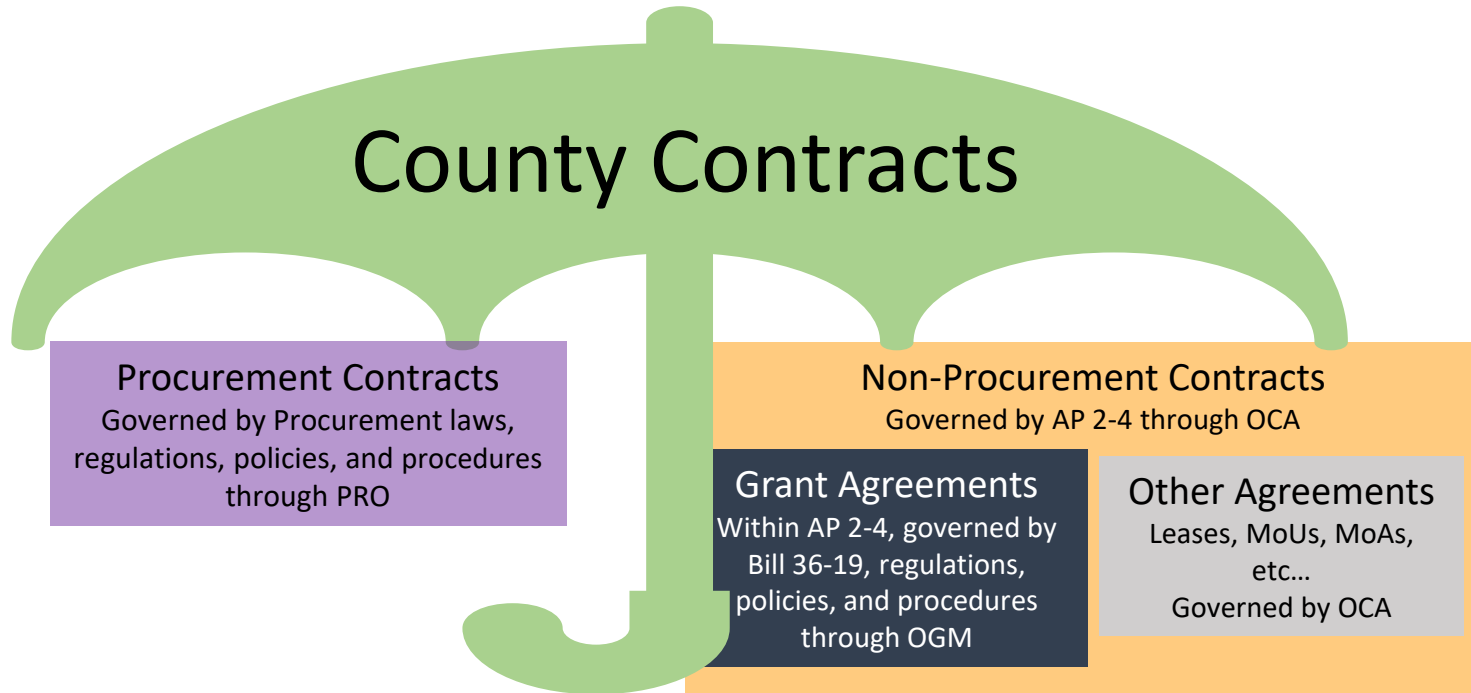 County Contracts
Procurement Contracts
Governed by Procurement laws,
regulations, policies, and procedures
through PRO
Non-Procurement Contracts
Governed by AP 2-4 through OCA
Grant Agreements
Within AP 2-4, governed by
Bill 36-19, regulations,
policies, and procedures
through OGM
Other Agreements
Leases, MoUs, MoAs,
etc…
Governed by OCA